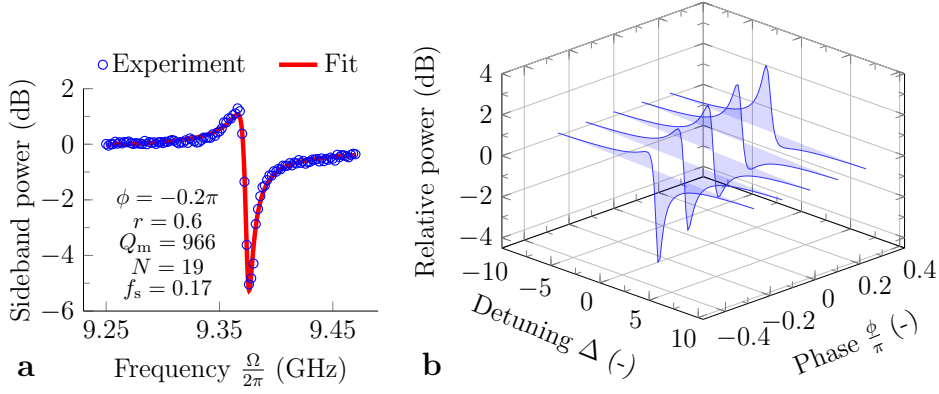 Experiment Fit
Sideband power (dB)
2
0
−2
−4
−6
ϕ = −0.2π
r = 0.6
Qm = 966
N = 19
fs = 0.17
9.25 9.35 9.45
Frequency Ω/2π (GHz)
a
Relative power (dB)
4
2
0
−2
−4
−10 −5 0 5 10
Detuning Δ (-)
−0.4 −0.2 0 0.2 0.4
Phase ϕ/π (-)
b